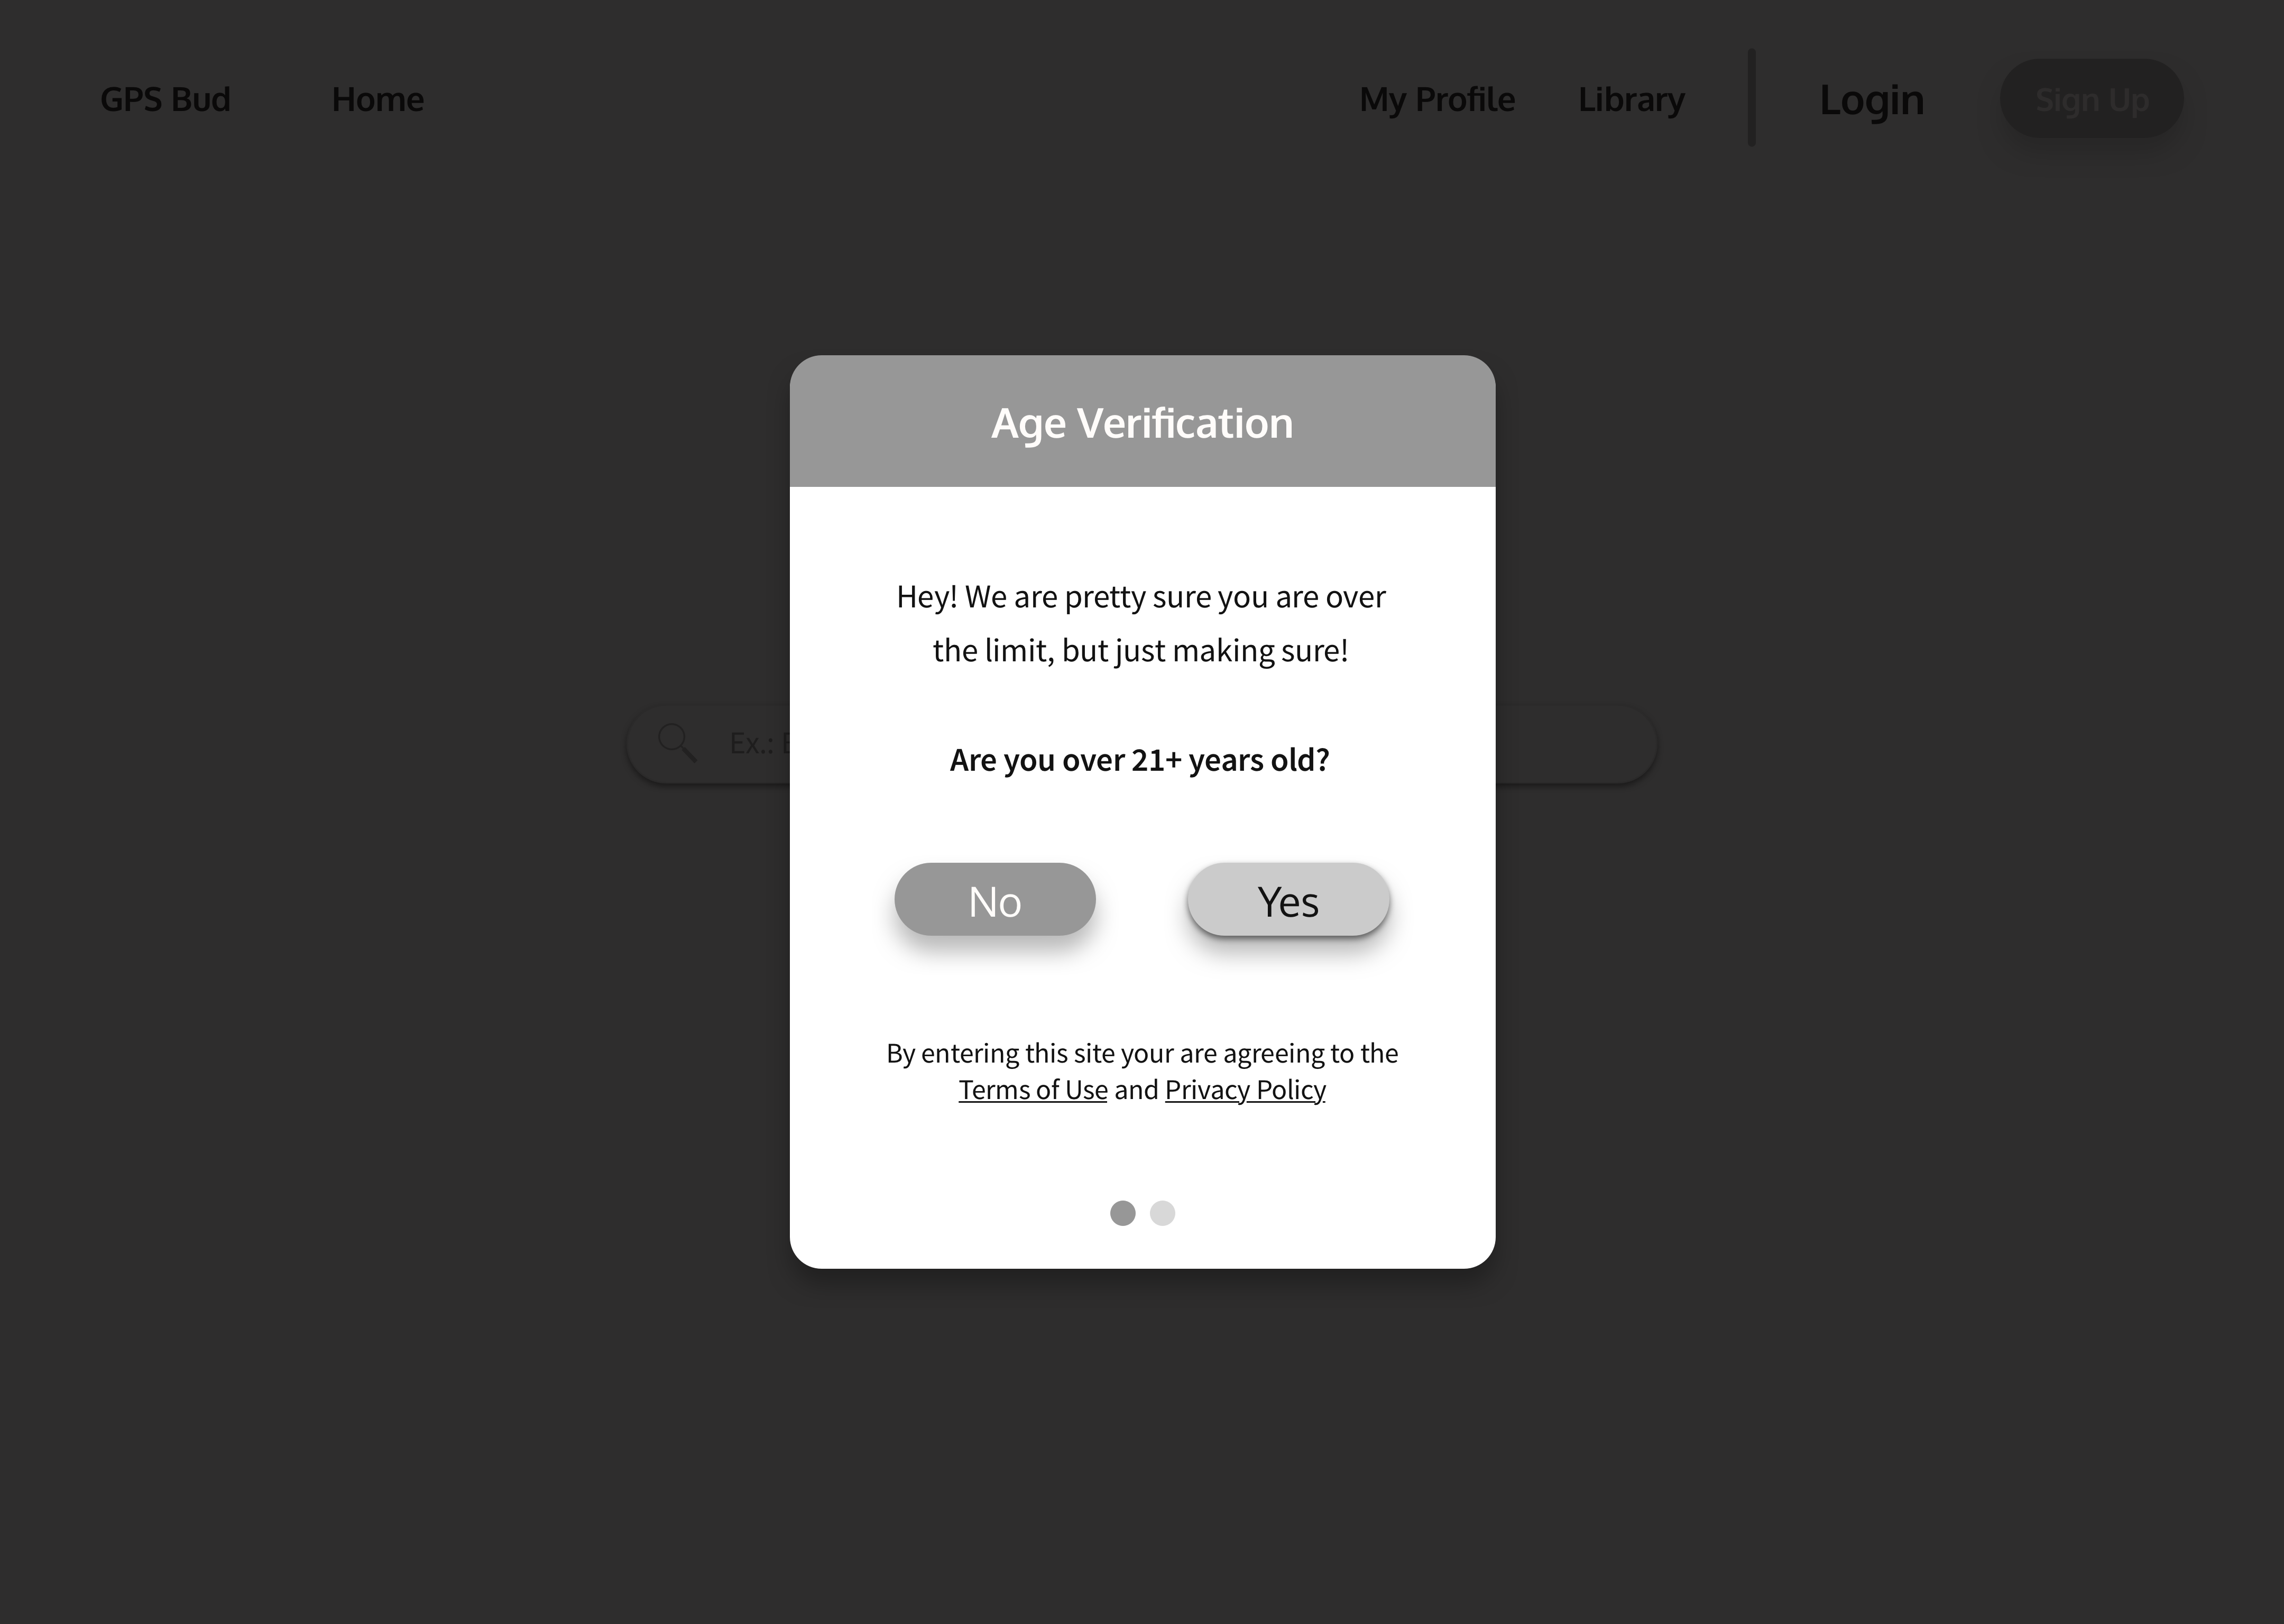 GPS Bud Home My Profile Library Login Sign Up
Age Verification
Hey! We are pretty sure you are over
the limit, but just making sure!
Ex.:
Are you over 21+ years old?
No Yes
By entering this site your are agreeing to the
Terms of Use and Privacy Policy